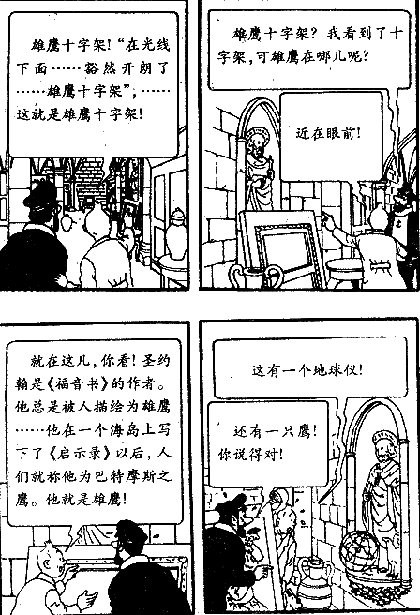 雄鹰十字架!“在光线
下面……豁然开朗了
……雄鹰十字架”,……
这就是雄鹰十字架!
雄鹰十字架?我看到了十
字架,可雄鹰在哪儿呢?
近在眼前!
就在这儿,你看!圣约
翰是《福音书》的作者。
他总是被人描绘为雄鹰
……他在一个海岛上写
下了《启示录》以后,人
们就称他为巴特摩斯之
鹰。他就是雄鹰!
这有一个地球仪!
还有一只鹰!
你说得对!